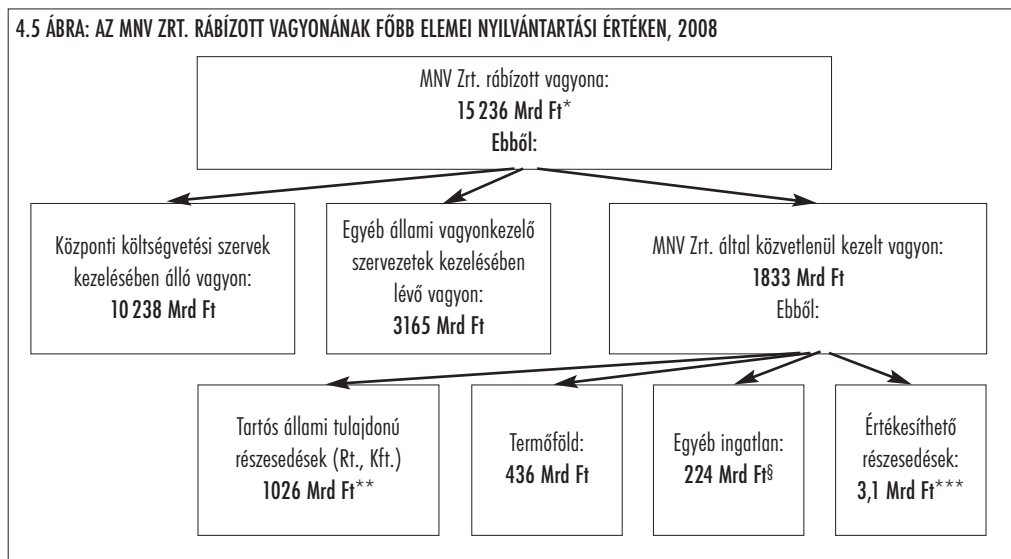 4.5 ÁBRA: AZ MNV ZRT. RÁBÍZOTT VAGYONÁNAK FŐBB ELEMEI NYILVÁNTARTÁSI ÉRTÉKEN, 2008
MNV Zrt. rábízott vagyona:
15 236 Mrd Ft*
Ebből:
Központi költségvetési szervek
kezelésében álló vagyon:
10 238 Mrd Ft
Egyéb állami vagyonkezelő
szervezetek kezelésében
lévő vagyon:
3165 Mrd Ft
MNV Zrt. által közvetlenül kezelt vagyon:
1833 Mrd Ft
Ebből:
Tartós állami tulajdonú
részesedések (Rt., Kft.)
1026 Mrd Ft**
Termőföld:
436 Mrd Ft
Egyéb ingatlan:
224 Mrd Ft§
Értékesíthető
részesedések:
3,1 Mrd Ft***